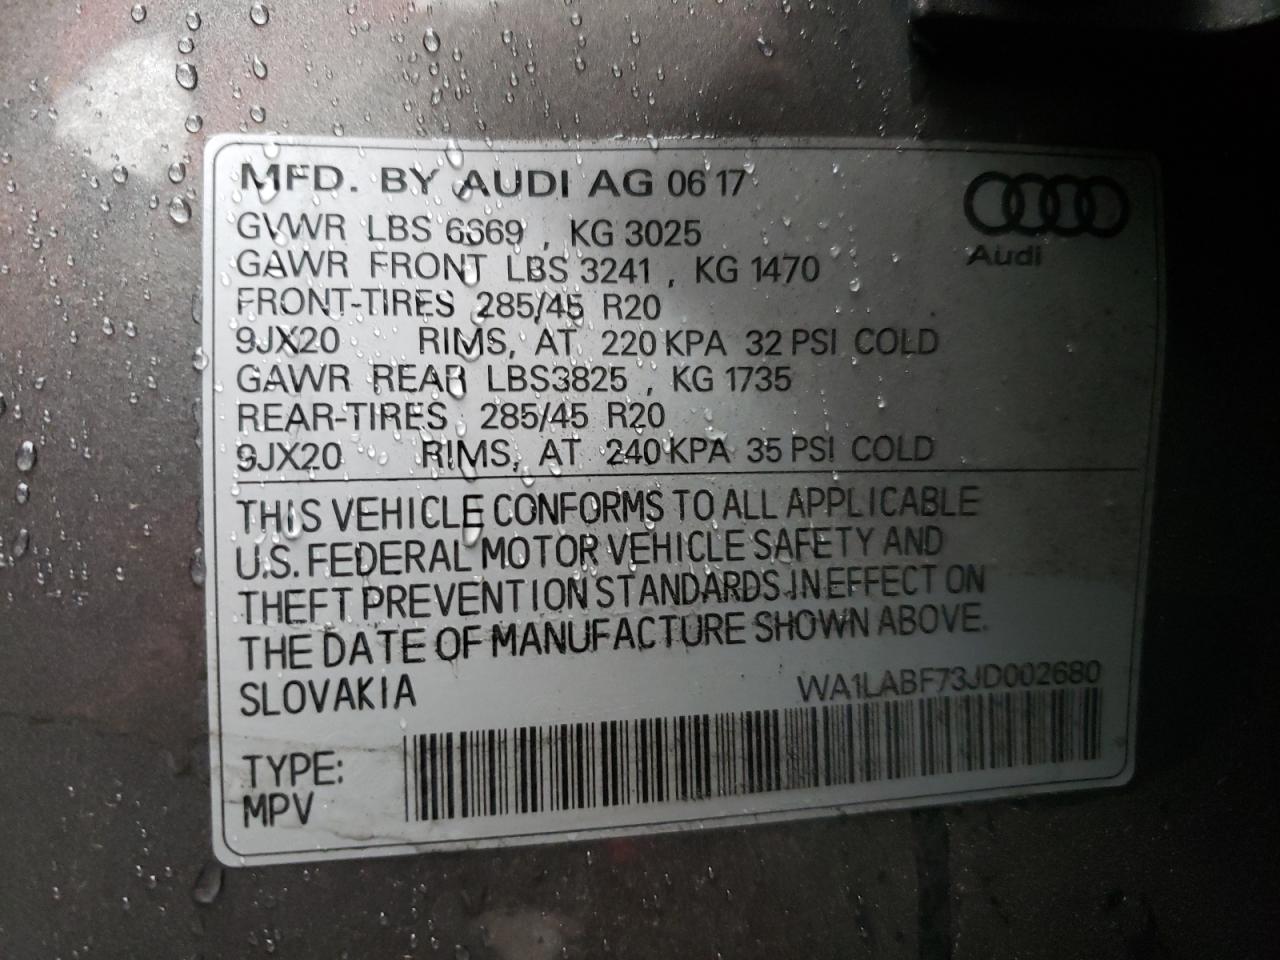 MFD. BY AUDI AG 06 17
GVWR LBS 6669 , KG 3025
GAWR FRONT LBS 3241 , KG 1470
FRONT-TIRES 285/45 R20
9JX20 RIMS, AT 220 KPA 32 PSI COLD
GAWR REAR LBS3825 , KG 1735
REAR-TIRES 285/45 R20
9JX20 RIMS, AT 240 KPA 35 PSI COLD
Audi
THIS VEHICLE CONFORMS TO ALL APPLICABLE
U.S. FEDERAL MOTOR VEHICLE SAFETY AND
THEFT PREVENTION STANDARDS IN EFFECT ON
THE DATE OF MANUFACTURE SHOWN ABOVE.
SLOVAKIA WA1LABF73JD002680
TYPE:
MPV